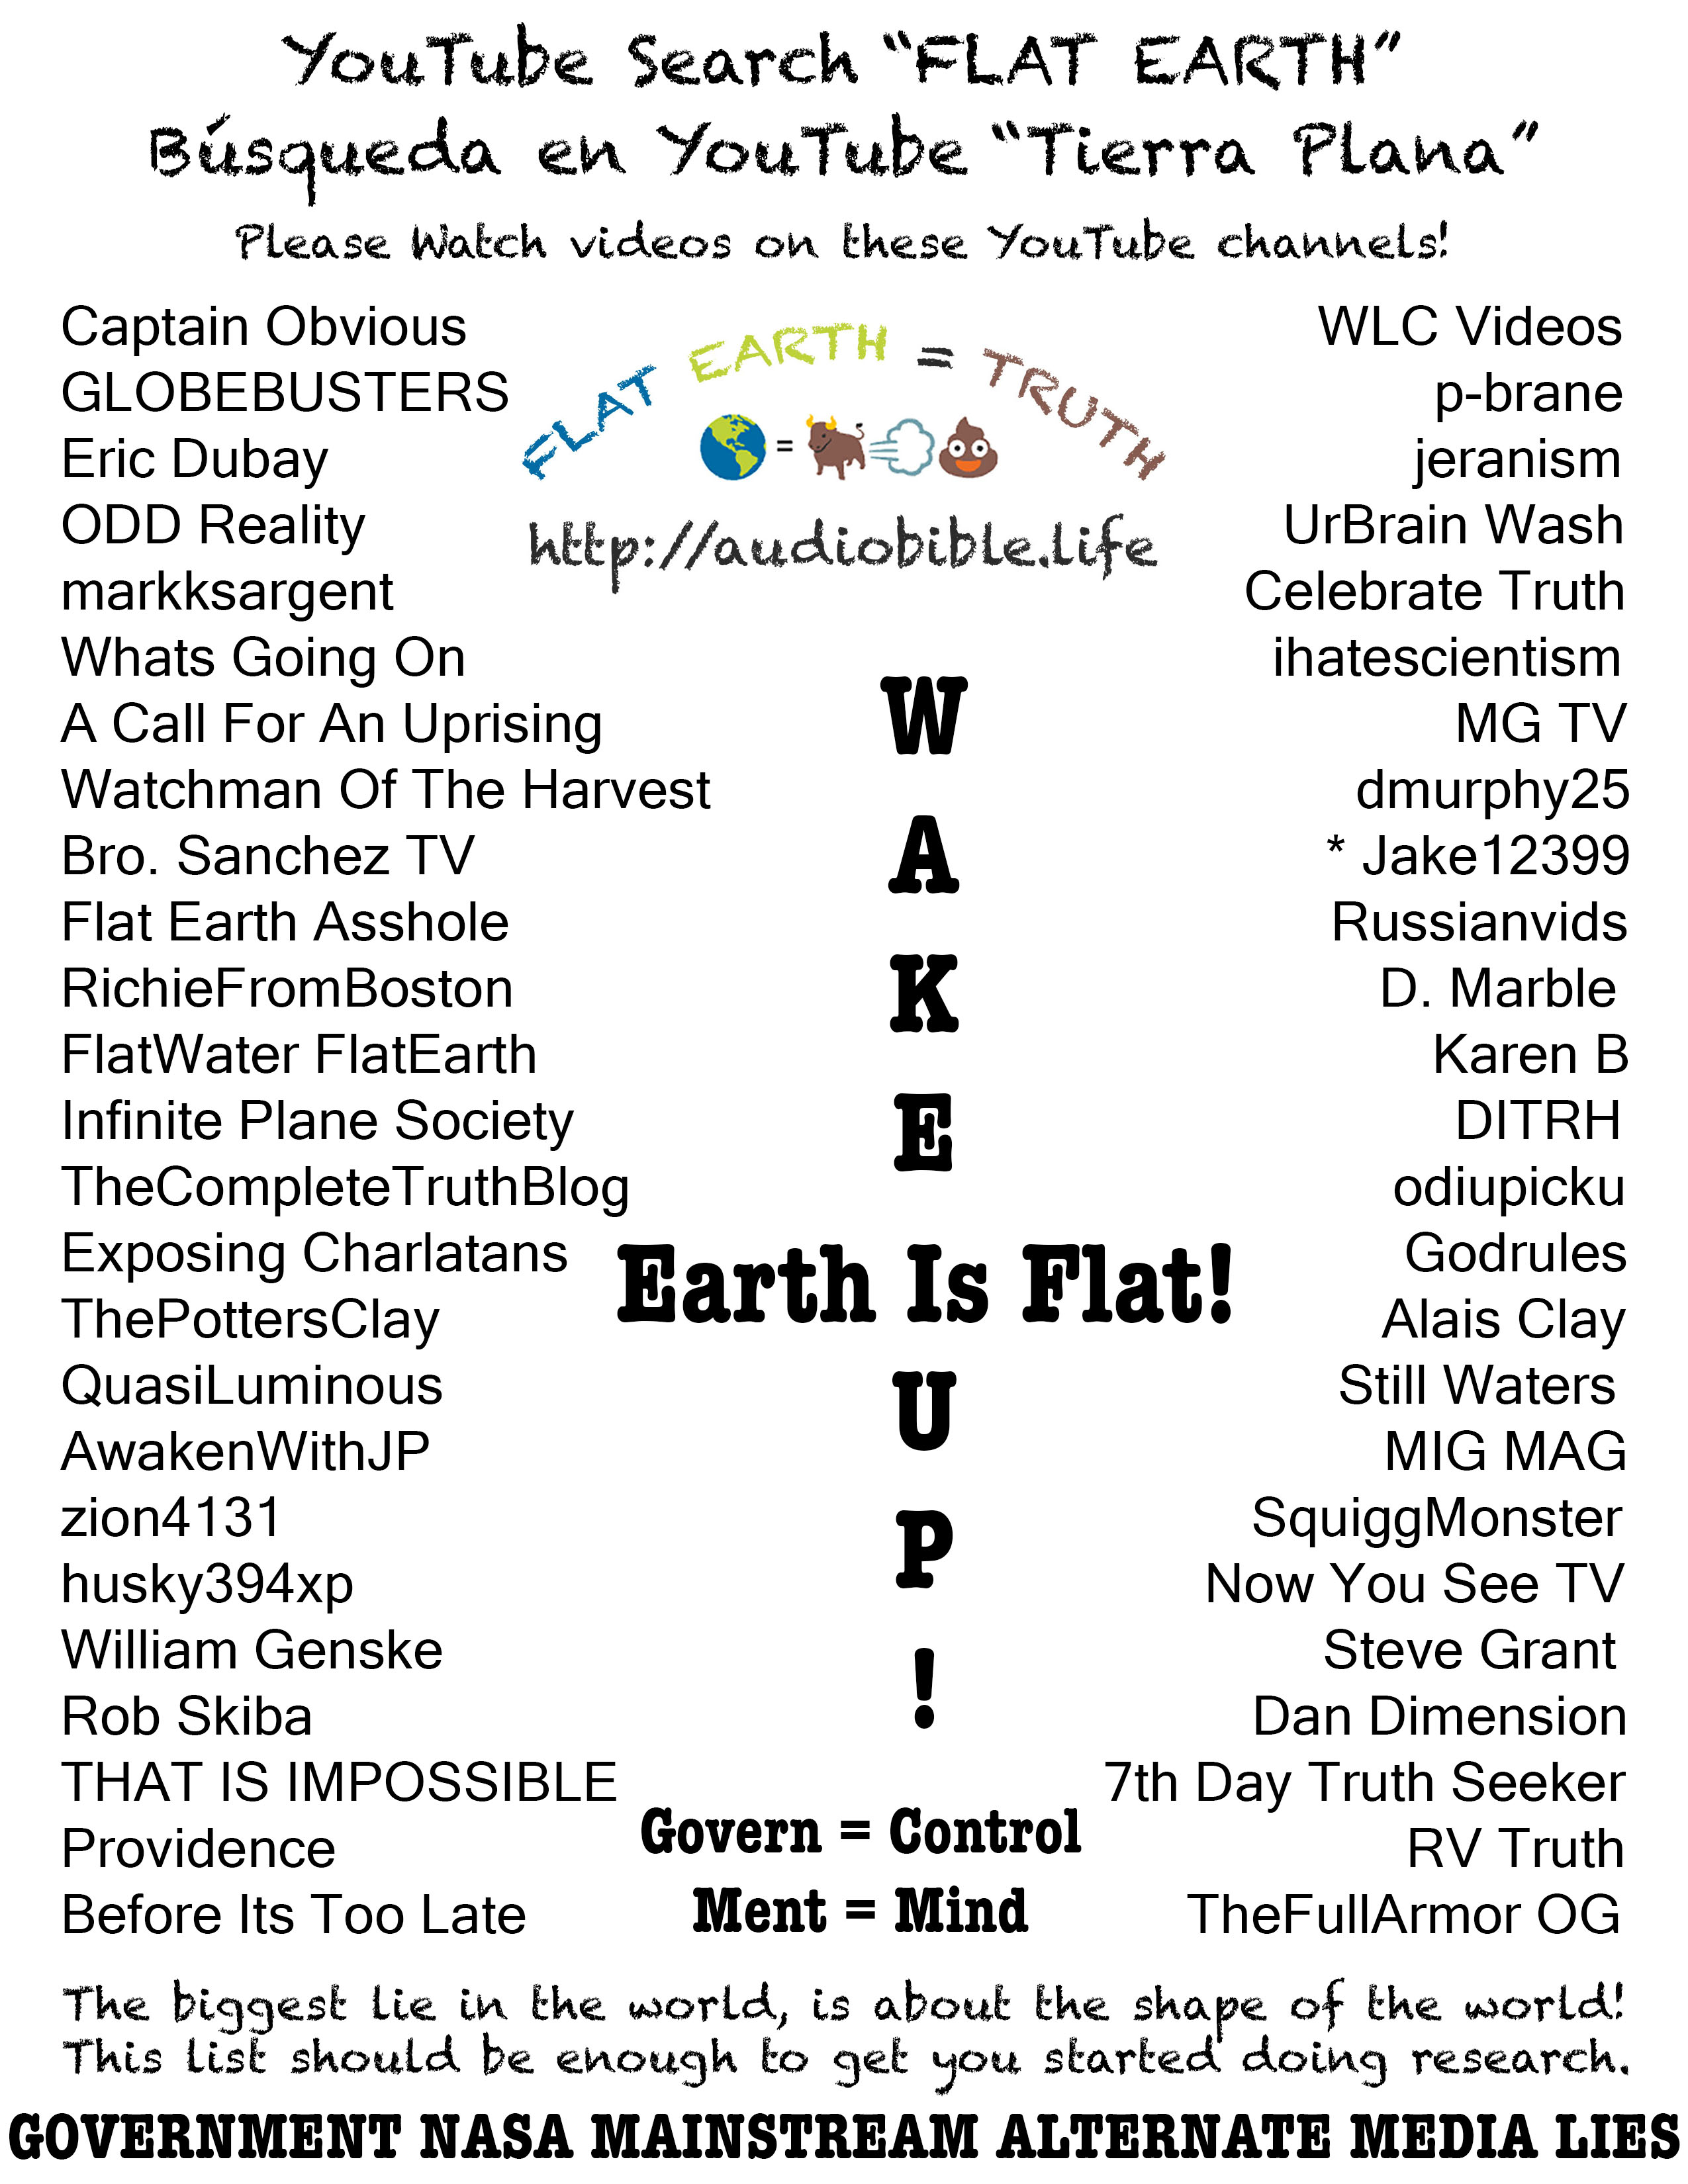 YouTube Search “FLAT EARTH”
Búsqueda en YouTube “Tierra Plana”
Please Watch videos on these YouTube channels!
Captain Obvious
GLOBEBUSTERS
Eric Dubay
ODD Reality
markksargent
Whats Going On
A Call For An Uprising
Watchman Of The Harvest
Bro. Sanchez TV
Flat Earth Asshole
RichieFromBoston
FlatWater FlatEarth
Infinite Plane Society
TheCompleteTruthBlog
Exposing Charlatans
ThePottersClay
QuasiLuminous
AwakenWithJP
zion4131
husky394xp
William Genske
Rob Skiba
THAT IS IMPOSSIBLE
Providence
Before Its Too Late
FLAT EARTH = TRUTH
=
http://audiobible.life
W
A
K
E
Earth Is Flat!
U
P
!
Govern = Control
Ment = Mind
WLC Videos
p-brane
jeranism
UrBrain Wash
Celebrate Truth
ihatescientism
MG TV
dmurphy25
* Jake12399
Russianvids
D. Marble
Karen B
DITRH
odiupicku
Godrules
Alais Clay
Still Waters
MIG MAG
SquiggMonster
Now You See TV
Steve Grant
Dan Dimension
7th Day Truth Seeker
RV Truth
TheFullArmor OG
The biggest lie in the world, is about the shape of the world!
This list should be enough to get you started doing research.
GOVERNMENT NASA MAINSTREAM ALTERNATE MEDIA LIES